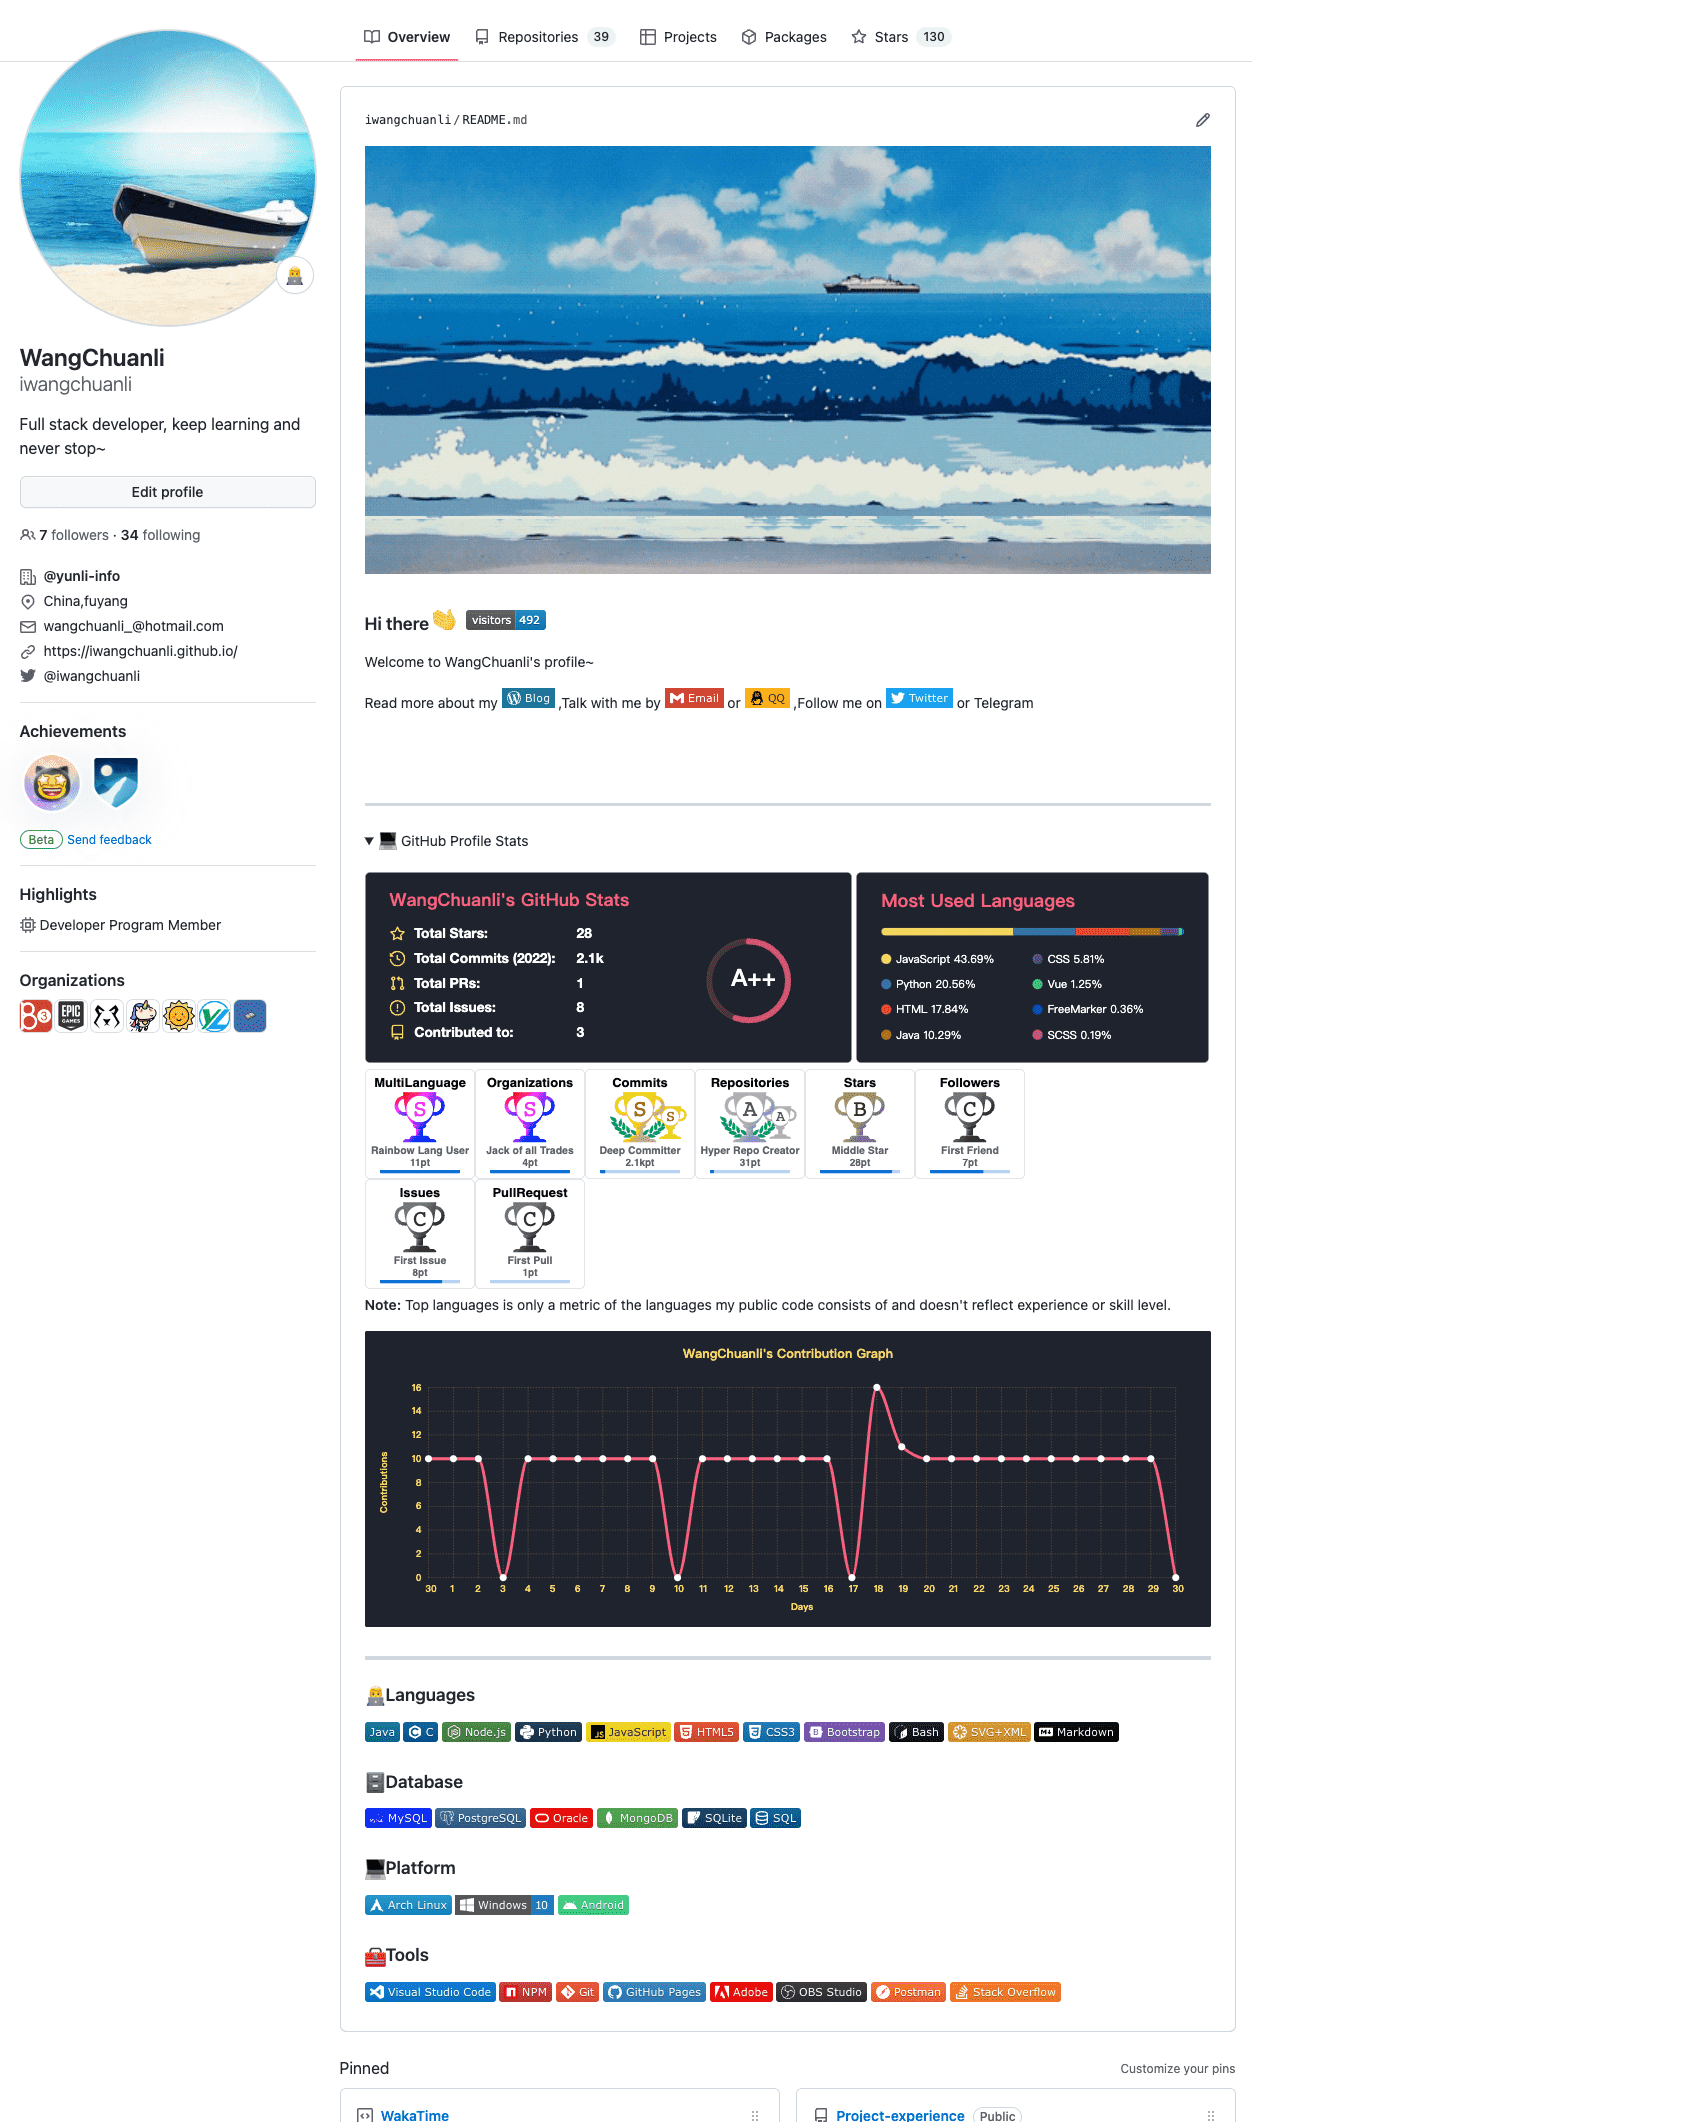 Overview Repositories 39 Projects Packages Stars 130
WangChuanli
iwangchuanli
Full stack developer, keep learning and
never stop~
Edit profile
7 followers · 34 following
@yunli-info
China,fuyang
wangchuanli_@hotmail.com
https://iwangchuanli.github.io/
@iwangchuanli
Achievements
Beta Send feedback
Highlights
Developer Program Member
Organizations
B3 EPIC GAMES YL
iwangchuanli/README.md
Hi there visitors 492
Welcome to WangChuanli's profile~
Read more about my Blog ,Talk with me by Email or QQ ,Follow me on Twitter or Telegram
GitHub Profile Stats
WangChuanli's GitHub Stats
Total Stars: 28
Total Commits (2022): 2.1k
Total PRs: 1
Total Issues: 8
Contributed to: 3
A++
Most Used Languages
JavaScript 43.69% CSS 5.81%
Python 20.56% Vue 1.25%
HTML 17.84% FreeMarker 0.36%
Java 10.29% SCSS 0.19%
MultiLanguage Organizations Commits Repositories Stars Followers
S S S S A A B C
Rainbow Lang User Jack of all Trades Deep Committer Hyper Repo Creator Middle Star First Friend
11pt 4pt 2.1kpt 31pt 28pt 7pt
Issues PullRequest
C C
First Issue First Pull
8pt 1pt
Note: Top languages is only a metric of the languages my public code consists of and doesn't reflect experience or skill level.
WangChuanli's Contribution Graph
16
14
12
10
8
6
4
2
0
Contributions
30 1 2 3 4 5 6 7 8 9 10 11 12 13 14 15 16 17 18 19 20 21 22 23 24 25 26 27 28 29 30
Days
Languages
Java C Node.js Python JavaScript HTML5 CSS3 Bootstrap Bash SVG+XML Markdown
Database
MySQL PostgreSQL Oracle MongoDB SQLite SQL
Platform
Arch Linux Windows 10 Android
Tools
Visual Studio Code NPM Git GitHub Pages Adobe OBS Studio Postman Stack Overflow
Pinned Customize your pins
WakaTime Project-experience Public